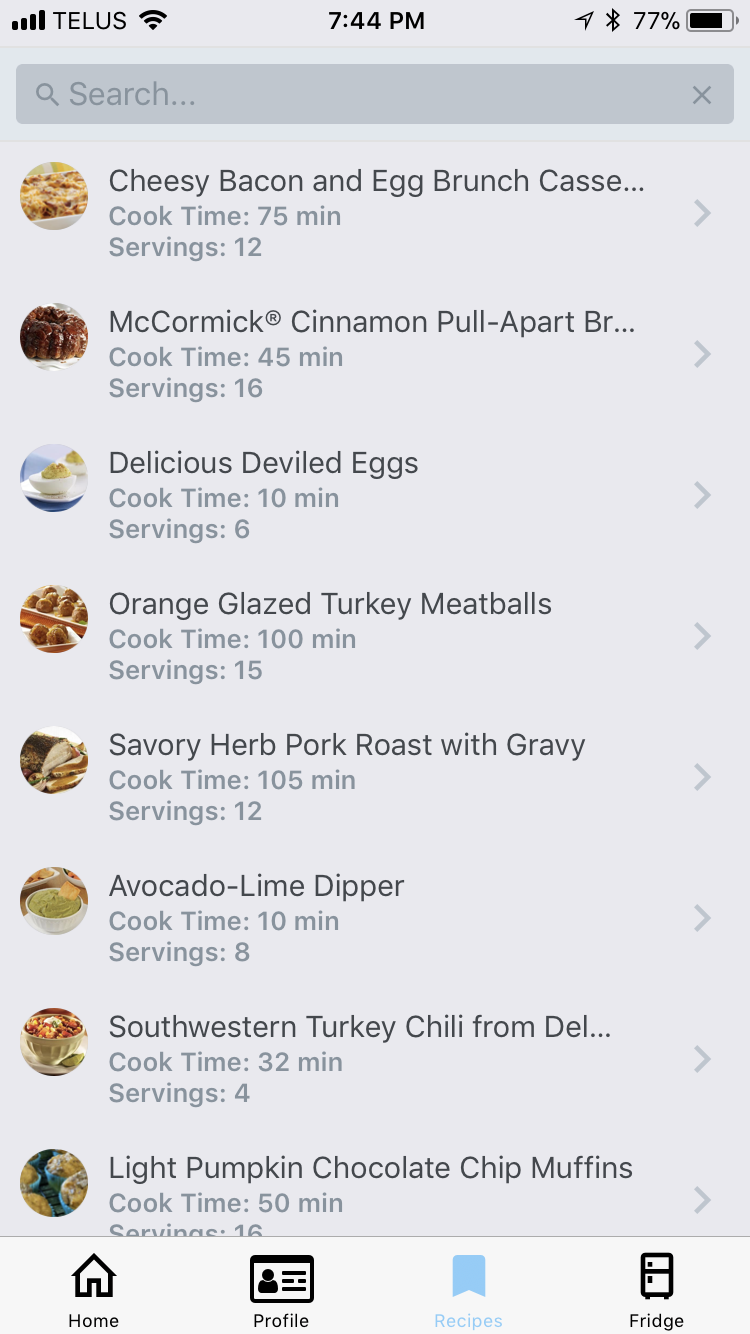 TELUS 7:44 PM 77%
Search...
Cheesy Bacon and Egg Brunch Casse...
Cook Time: 75 min
Servings: 12
McCormick® Cinnamon Pull-Apart Br...
Cook Time: 45 min
Servings: 16
Delicious Deviled Eggs
Cook Time: 10 min
Servings: 6
Orange Glazed Turkey Meatballs
Cook Time: 100 min
Servings: 15
Savory Herb Pork Roast with Gravy
Cook Time: 105 min
Servings: 12
Avocado-Lime Dipper
Cook Time: 10 min
Servings: 8
Southwestern Turkey Chili from Del...
Cook Time: 32 min
Servings: 4
Light Pumpkin Chocolate Chip Muffins
Cook Time: 50 min
Servings: 16
Home Profile Recipes Fridge